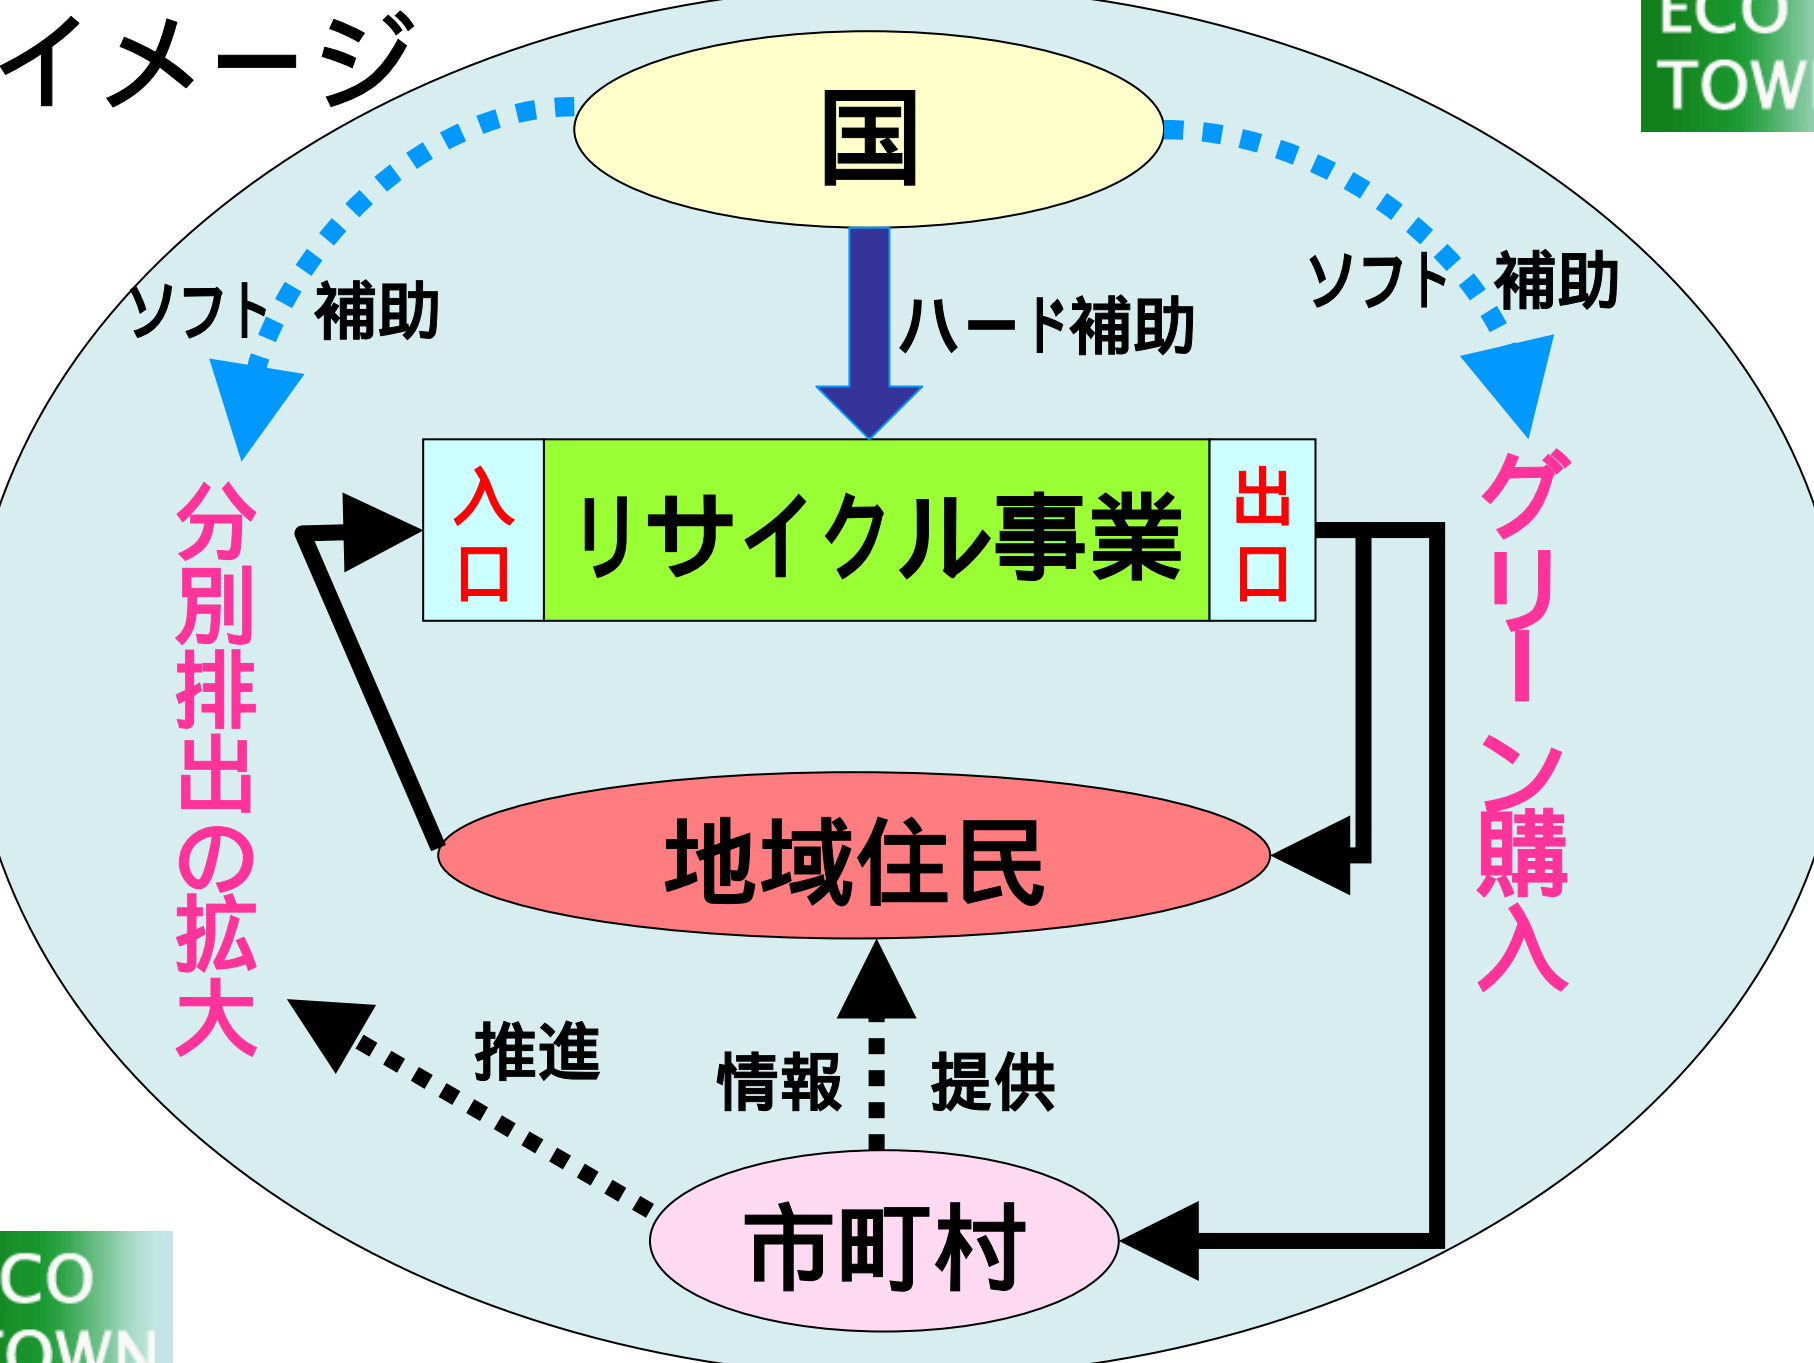 イメージ
ECO
TOWN
国
ソフト 補助
ハード補助
ソフト 補助
入口
リサイクル事業
出口
分別排出の拡大
グリーン購入
地域住民
推進
情報 提供
市町村
CO
OWN